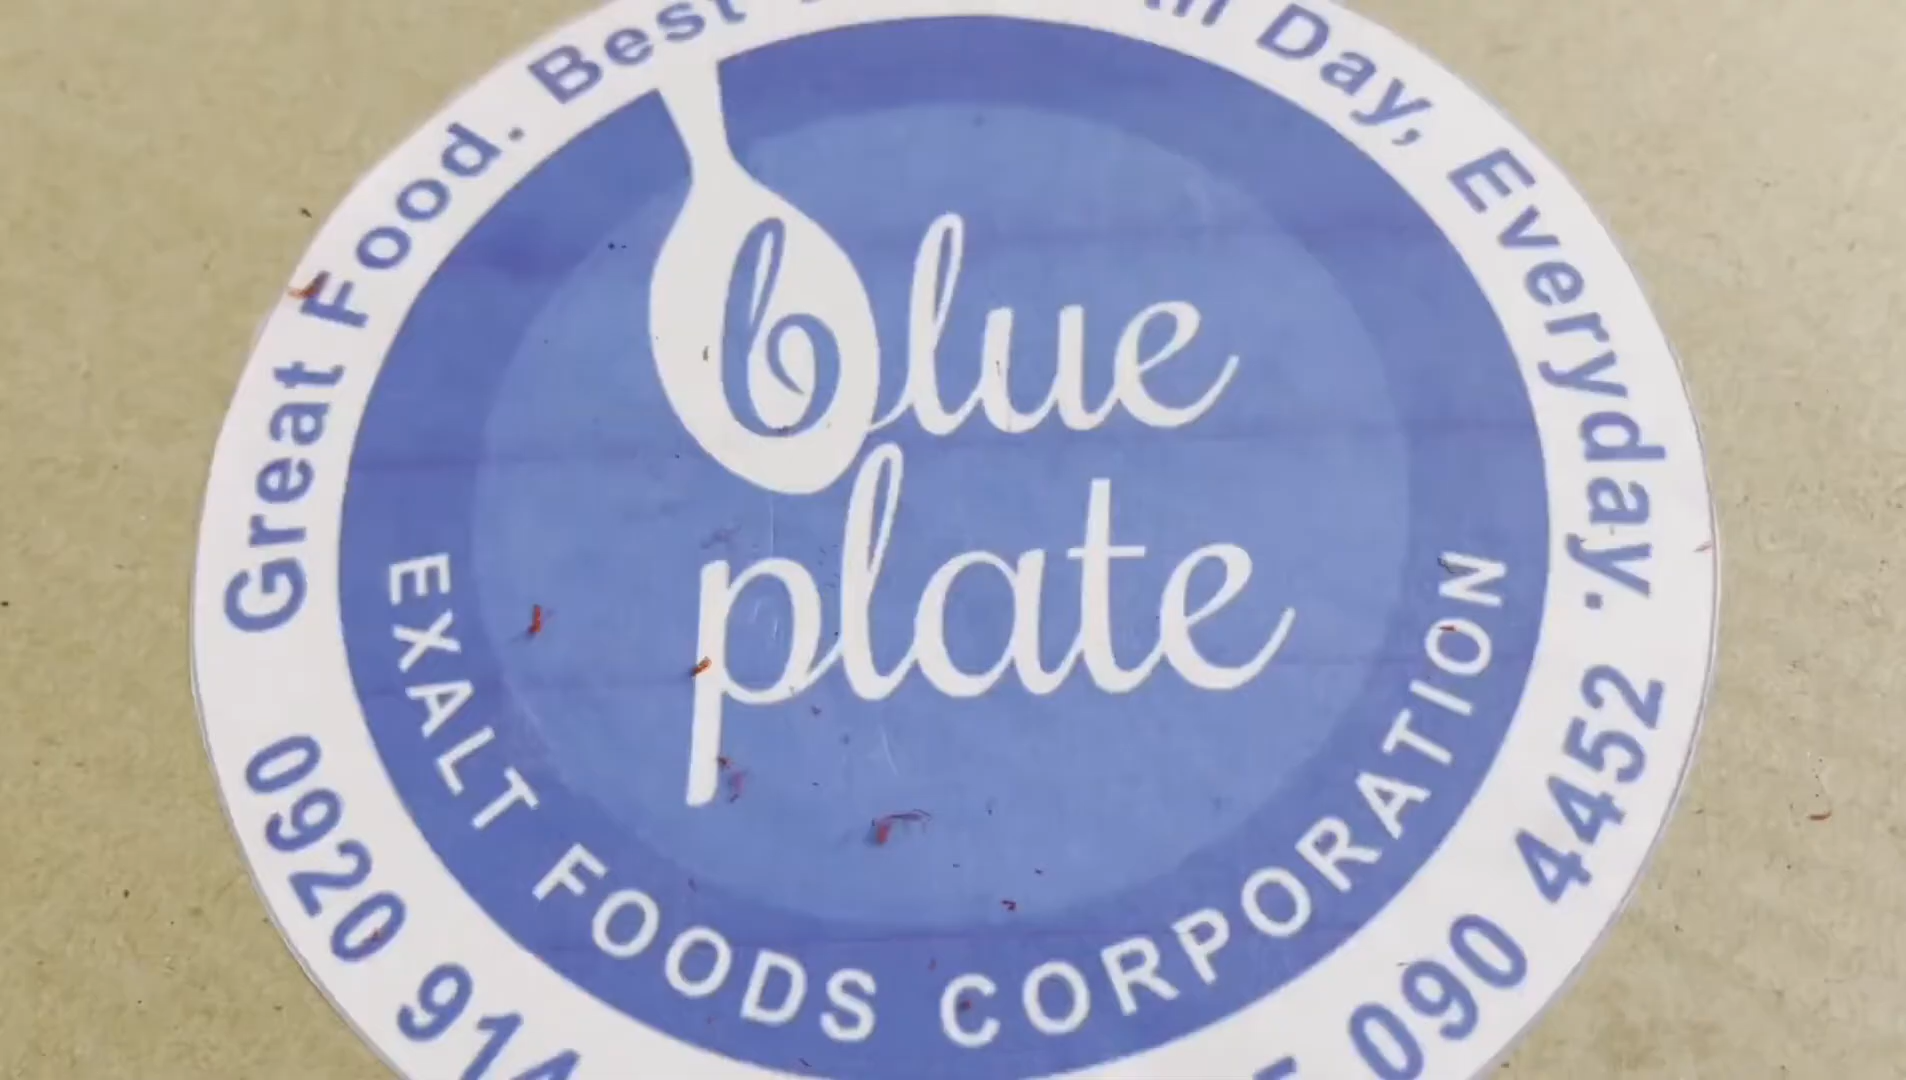 Great Food. Best
Day, Everyday.
blue
plate
EXALT FOODS CORPORATION
0920 914
090 4452